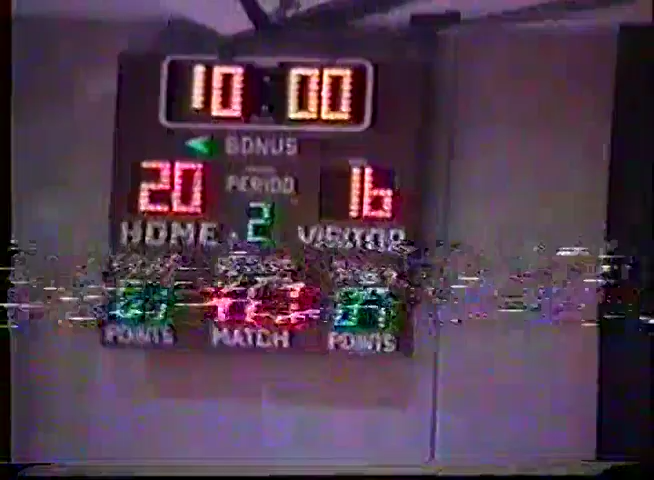 10:00
BONUS
20 PERIOD 16
HOME 2 VISITOR
POINTS MATCH POINTS